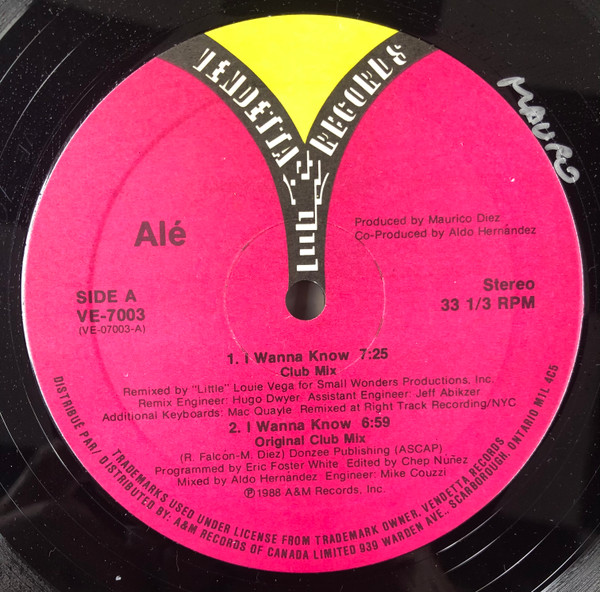 VENDETTA RECORDS
MAURO
Alé
Produced by Maurico Diez
Co-Produced by Aldo Hernández
SIDE A
VE-7003
(VE-07003-A)
Stereo
33 1/3 RPM
1. I Wanna Know 7:25
Club Mix
Remixed by "Little" Louie Vega for Small Wonders Productions, Inc.
Remix Engineer: Hugo Dwyer Assistant Engineer: Jeff Abikzer
Additional Keyboards: Mac Quayle Remixed at Right Track Recording/NYC
2. I Wanna Know 6:59
Original Club Mix
(R. Falcón-M. Diez) Donzee Publishing (ASCAP)
Programmed by Eric Foster White Edited by Chep Nuñez
Mixed by Aldo Hernández Engineer: Mike Couzzi
℗ 1988 A&M Records, Inc.
TRADEMARKS USED UNDER LICENSE FROM TRADEMARK OWNER, VENDETTA RECORDS
DISTRIBUÉ PAR/ DISTRIBUTED BY: A&M RECORDS OF CANADA LIMITED 939 WARDEN AVE., SCARBOROUGH, ONTARIO M1L 4C5